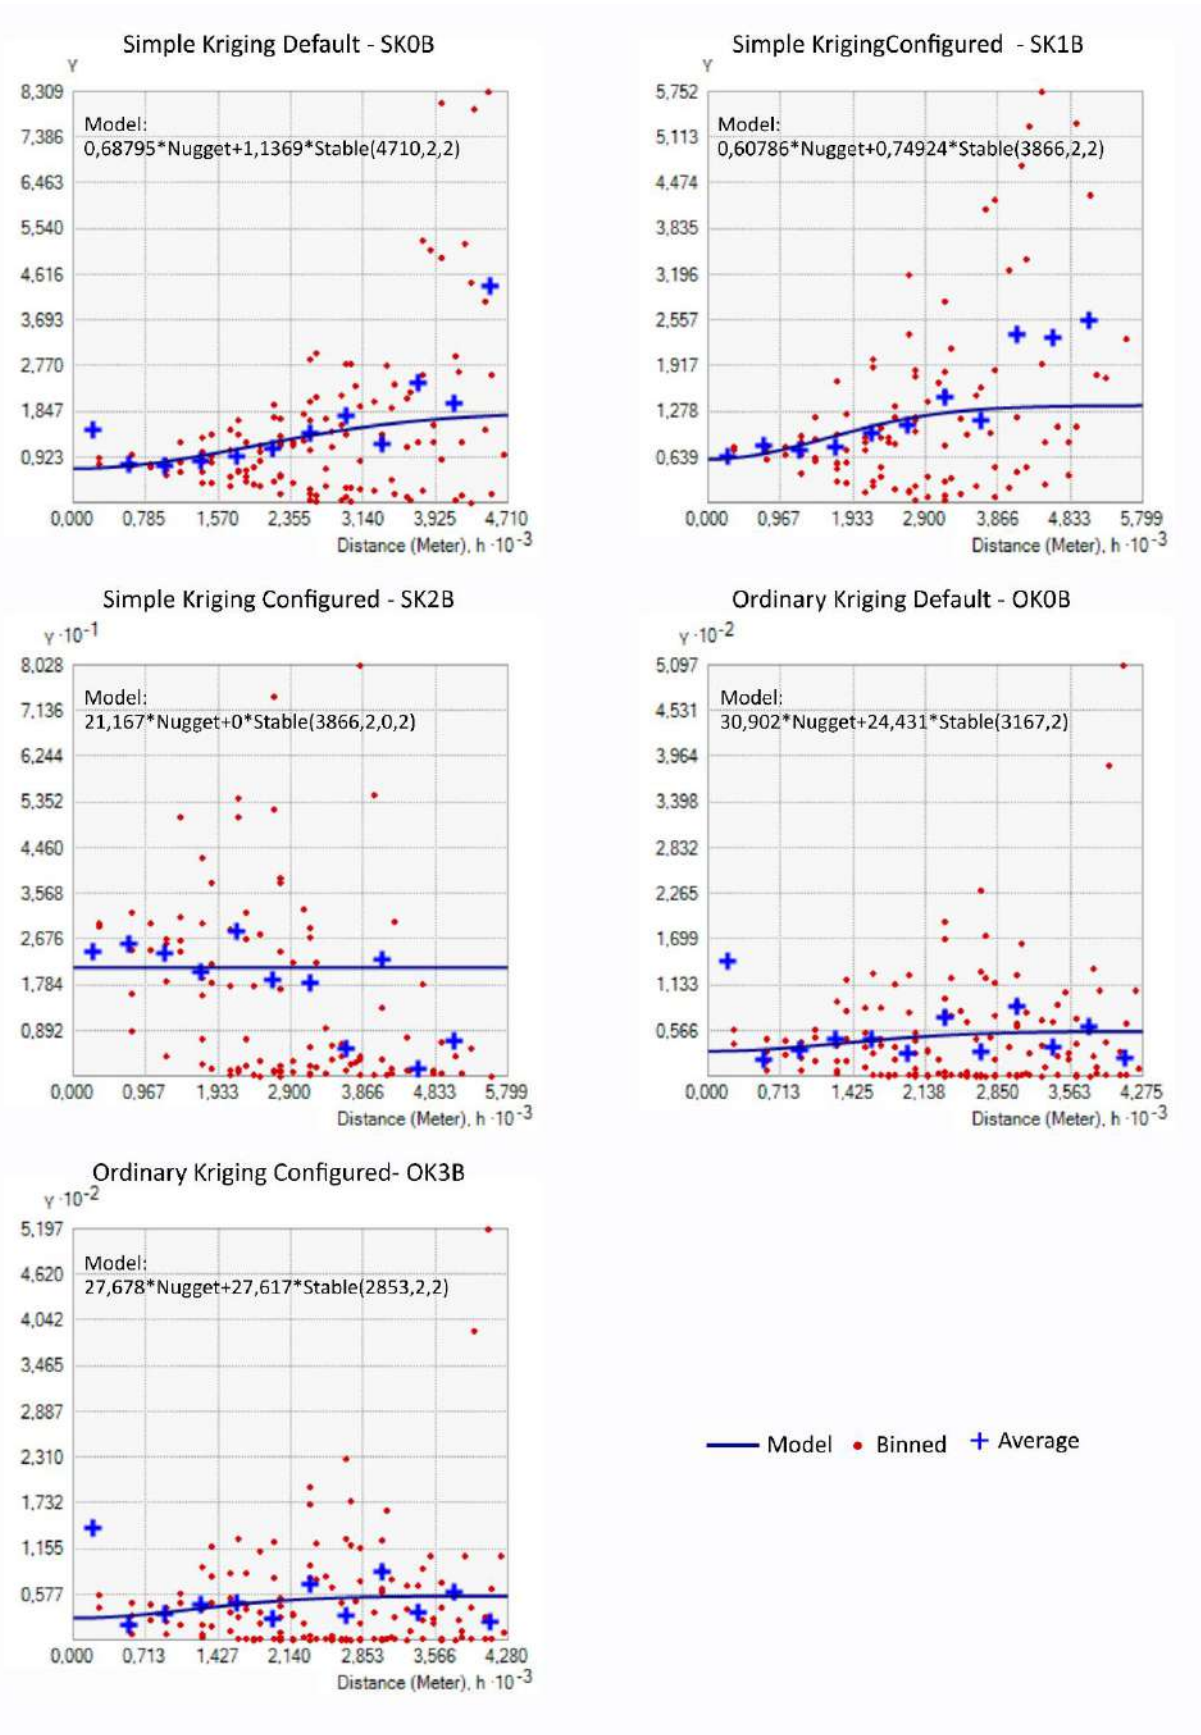 Simple Kriging Default - SK0B
Y
8,309
7,386
6,463
5,540
4,616
3,693
2,770
1,847
0,923
Model:
0,68795*Nugget+1,1369*Stable(4710,2,2)
0,000 0,785 1,570 2,355 3,140 3,925 4,710
Distance (Meter), h ·10-3
Simple KrigingConfigured - SK1B
Y
5,752
5,113
4,474
3,835
3,196
2,557
1,917
1,278
0,639
Model:
0,60786*Nugget+0,74924*Stable(3866,2,2)
0,000 0,967 1,933 2,900 3,866 4,833 5,799
Distance (Meter), h ·10-3
Simple Kriging Configured - SK2B
Y ·10-1
8,028
7,136
6,244
5,352
4,460
3,568
2,676
1,784
0,892
Model:
21,167*Nugget+0*Stable(3866,2,0,2)
0,000 0,967 1,933 2,900 3,866 4,833 5,799
Distance (Meter), h ·10-3
Ordinary Kriging Default - OK0B
Y ·10-2
5,097
4,531
3,964
3,398
2,832
2,265
1,699
1,133
0,566
Model:
30,902*Nugget+24,431*Stable(3167,2)
0,000 0,713 1,425 2,138 2,850 3,563 4,275
Distance (Meter), h ·10-3
Ordinary Kriging Configured- OK3B
Y ·10-2
5,197
4,620
4,042
3,465
2,887
2,310
1,732
1,155
0,577
Model:
27,678*Nugget+27,617*Stable(2853,2,2)
0,000 0,713 1,427 2,140 2,853 3,566 4,280
Distance (Meter), h ·10-3
Model Binned Average